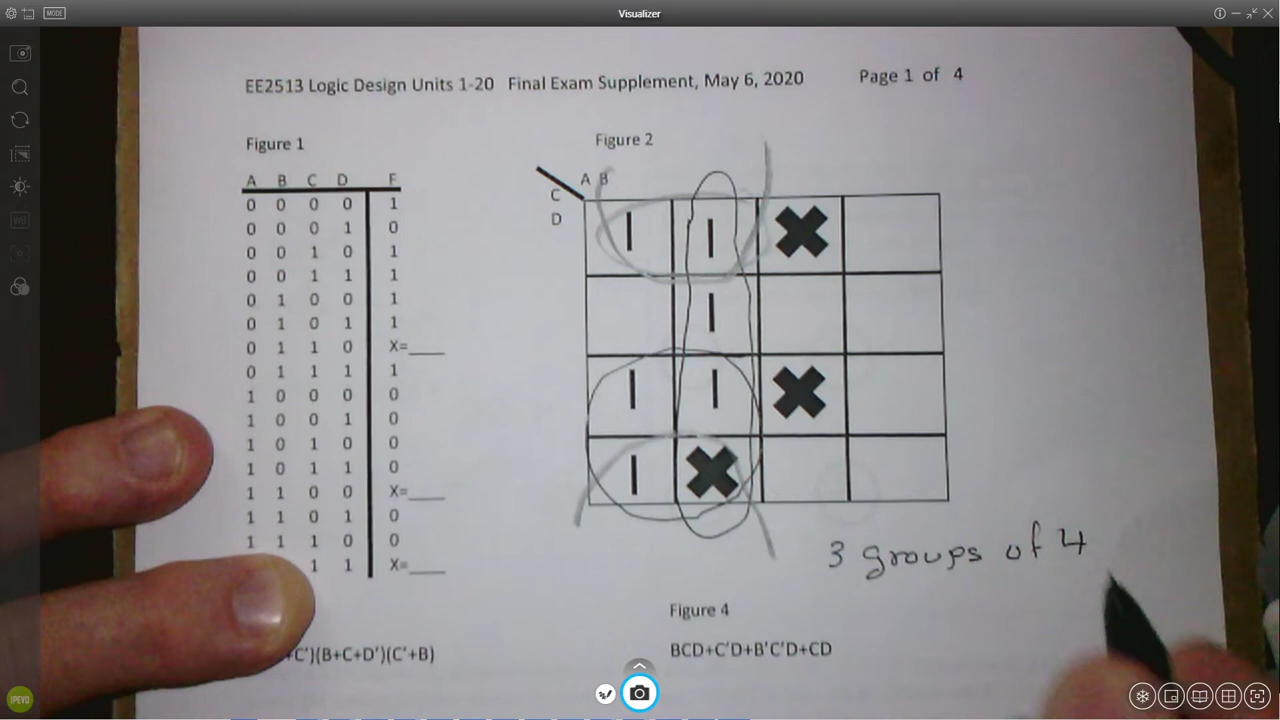 MODE
Visualizer
EE2513 Logic Design Units 1-20 Final Exam Supplement, May 6, 2020 Page 1 of 4
Figure 1
A B C D F
0 0 0 0 1
0 0 0 1 0
0 0 1 0 1
0 0 1 1 1
0 1 0 0 1
0 1 0 1 1
0 1 1 0 X=____
0 1 1 1 1
1 0 0 0 0
1 0 0 1 0
1 0 1 0 0
1 0 1 1 0
1 1 0 0 X=____
1 1 0 1 0
1 1 1 0 0
1 1 X=____
Figure 2
A B
C
D
1 1 X
1
1 1 X
1 X
3 groups of 4
+C')(B+C+D')(C'+B)
Figure 4
BCD+C'D+B'C'D+CD
IPEVO